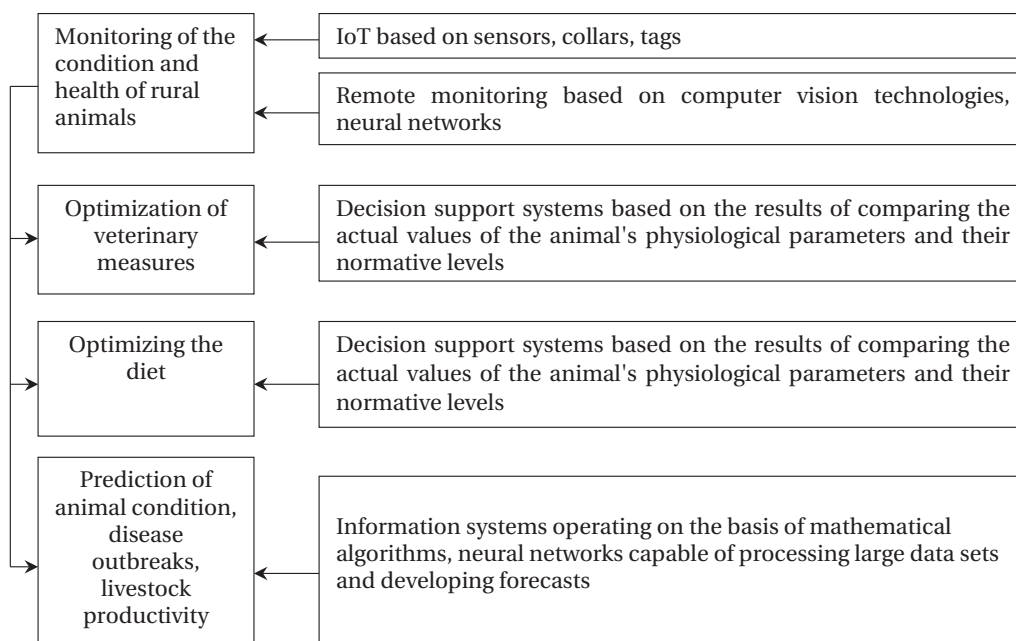 Monitoring of the
condition and
health of rural
animals
IoT based on sensors, collars, tags
Remote monitoring based on computer vision technologies,
neural networks
Optimization of
veterinary
measures
Decision support systems based on the results of comparing the
actual values of the animal's physiological parameters and their
normative levels
Optimizing the
diet
Decision support systems based on the results of comparing the
actual values of the animal's physiological parameters and their
normative levels
Prediction of
animal condition,
disease
outbreaks,
livestock
productivity
Information systems operating on the basis of mathematical
algorithms, neural networks capable of processing large data sets
and developing forecasts